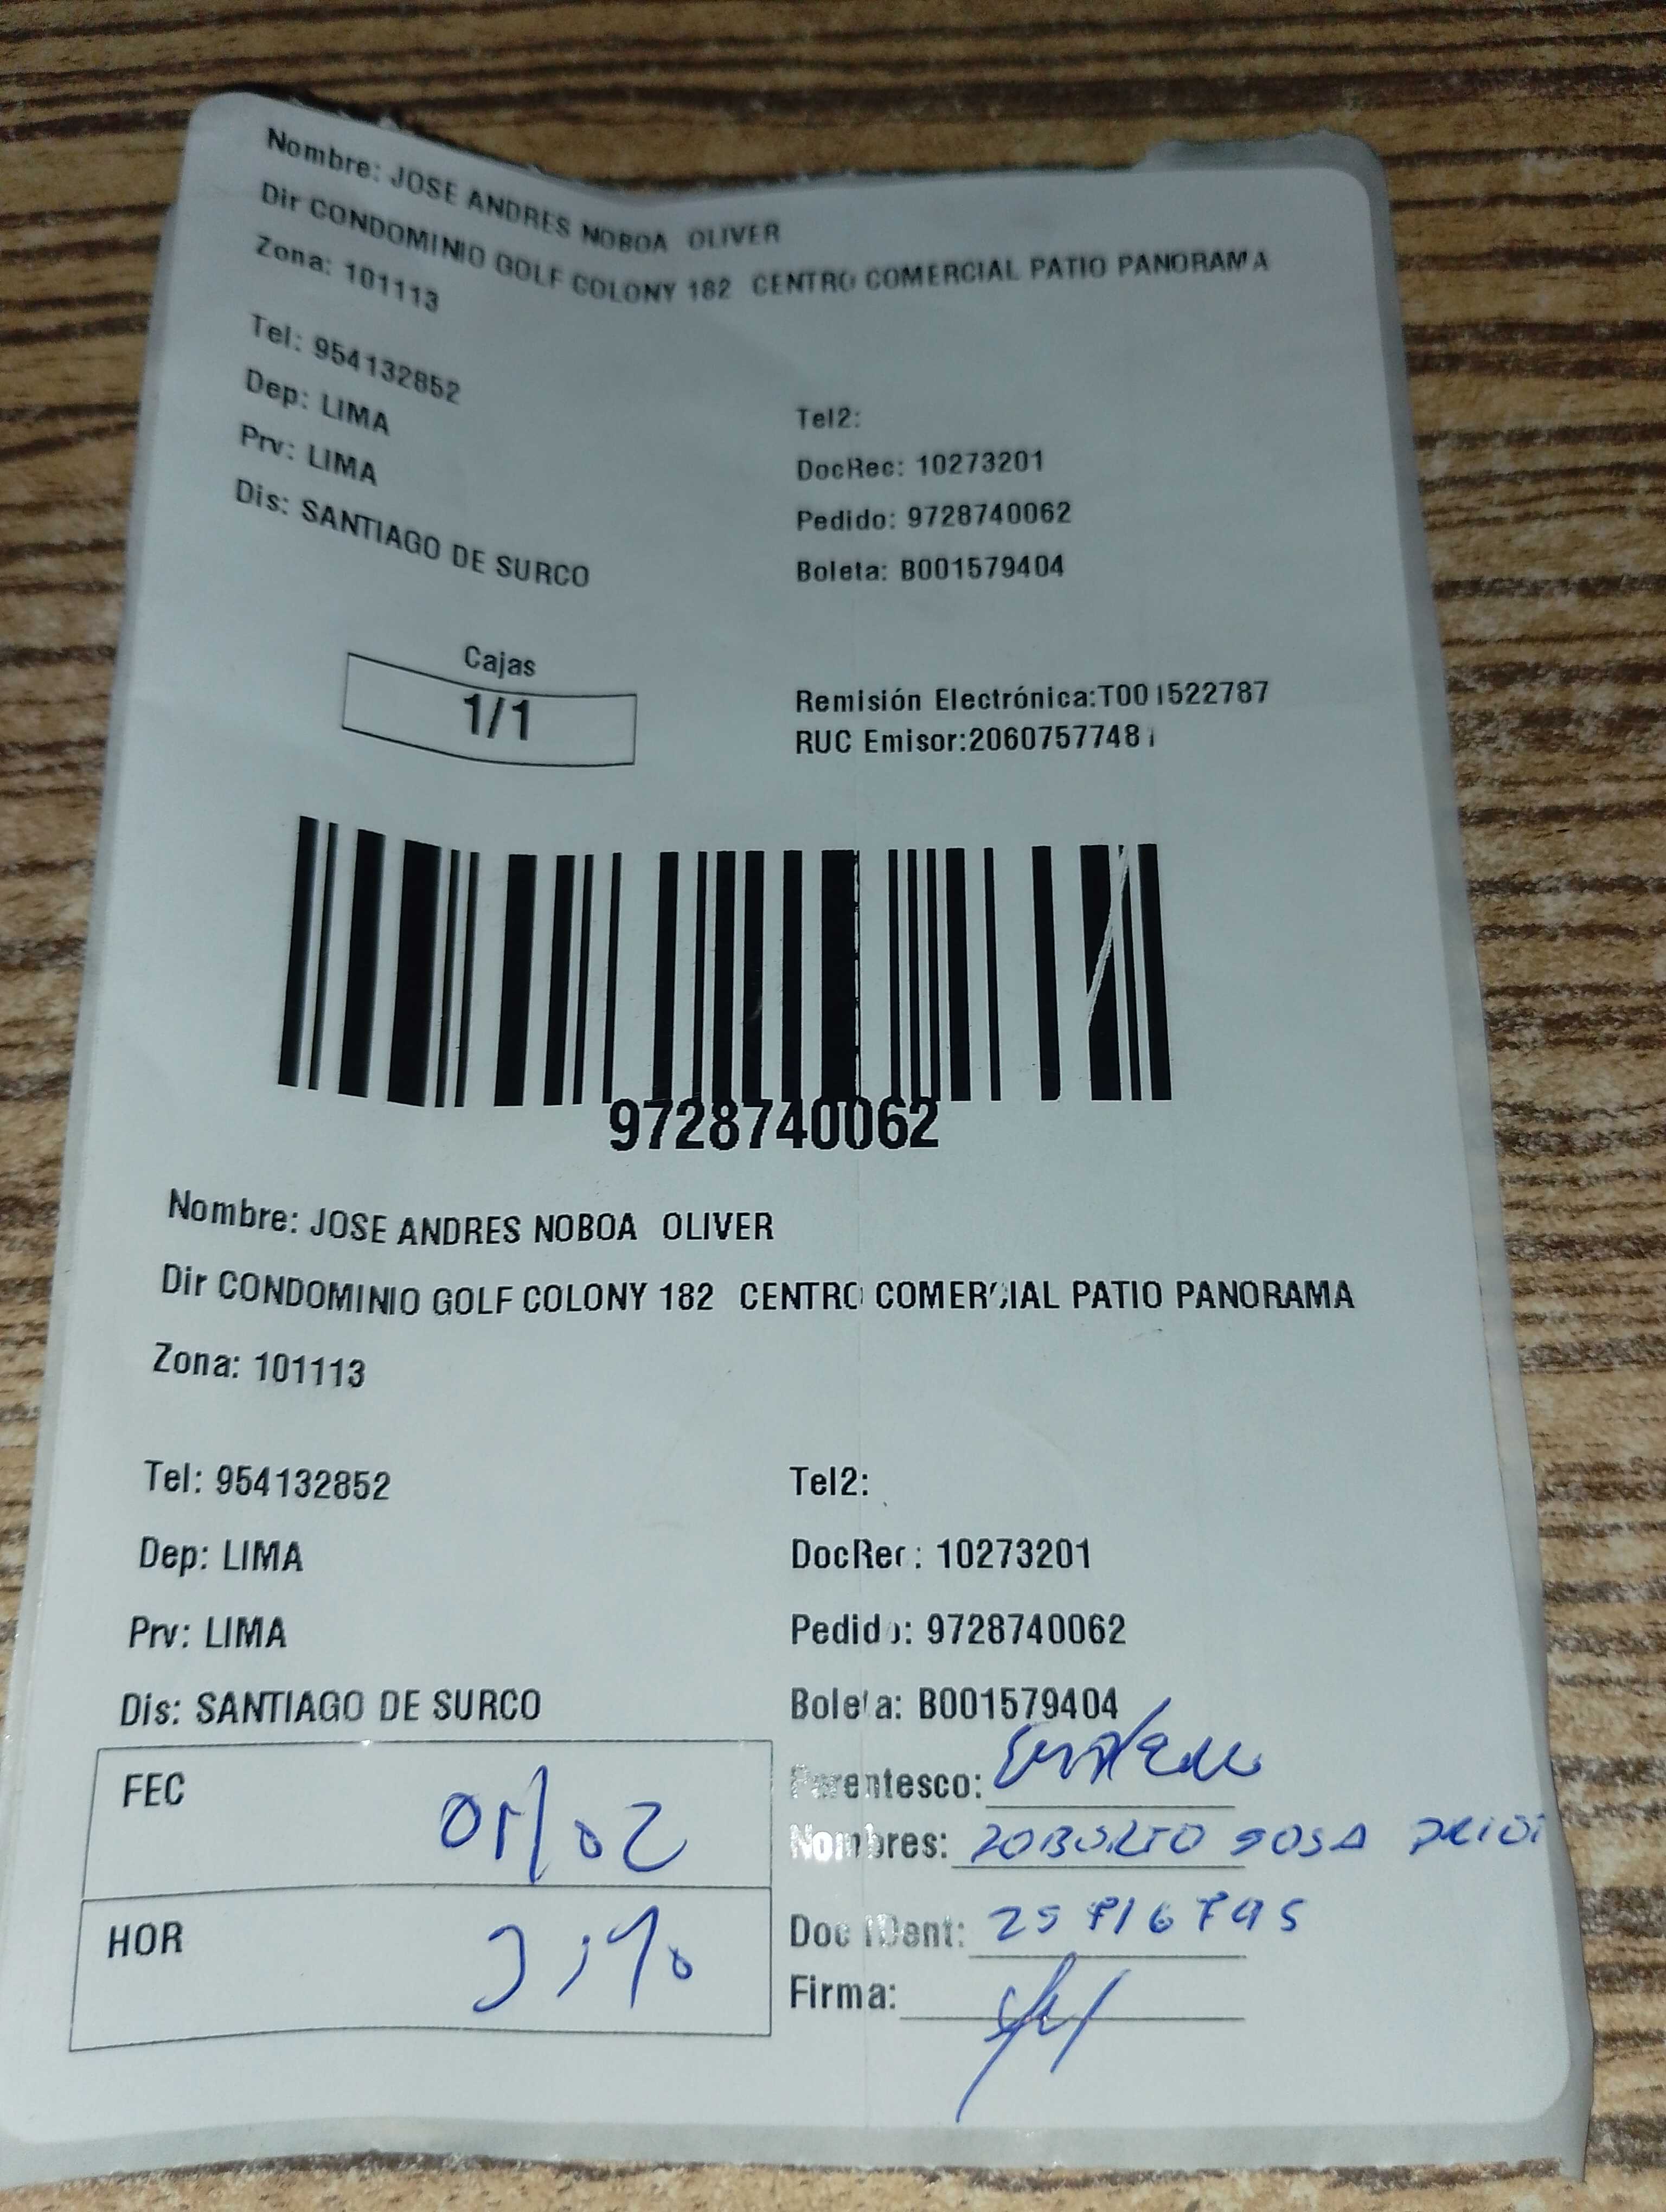 Nombre: JOSE ANDRES NOBOA OLIVER
Dir CONDOMINIO GOLF COLONY 182 CENTRO COMERCIAL PATIO PANORAMA
Zona: 101113
Tel: 954132852
Tel2:
Dep: LIMA
DocRec: 10273201
Prv: LIMA
Pedido: 9728740062
Dis: SANTIAGO DE SURCO
Boleta: B001579404
Cajas
1/1
Remisión Electrónica:T001522787
RUC Emisor:20607577481
9728740062
Nombre: JOSE ANDRES NOBOA OLIVER
Dir CONDOMINIO GOLF COLONY 182 CENTRO COMERCIAL PATIO PANORAMA
Zona: 101113
Tel: 954132852
Tel2:
Dep: LIMA
DocRec: 10273201
Prv: LIMA
Pedido: 9728740062
Dis: SANTIAGO DE SURCO
Boleta: B001579404
FEC
Parentesco:
Nombres: SOSA
HOR
Doc IDent:
Firma: